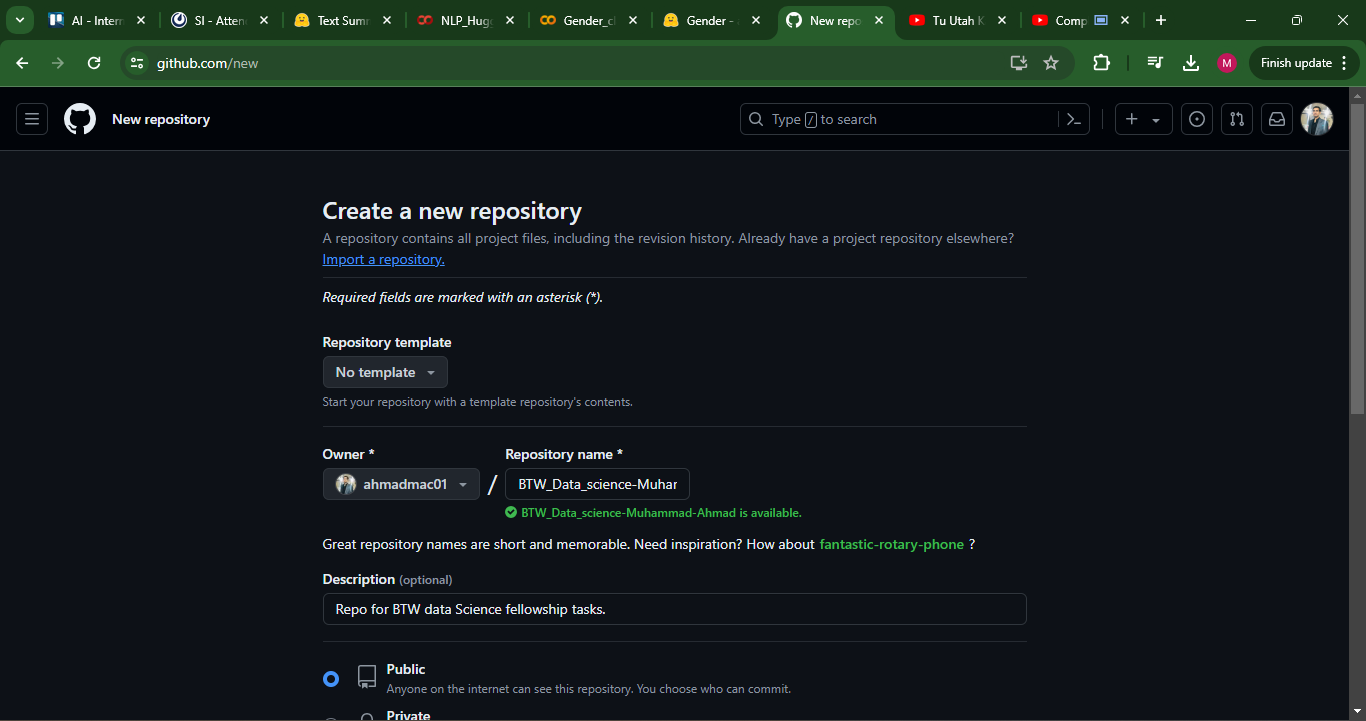 AI - Intern
SI - Atten
Text Summ
NLP_Hugg
Gender_cl
Gender -
New repo
Tu Utah K
Comp
github.com/new
M
Finish update
New repository
Type / to search
Create a new repository
A repository contains all project files, including the revision history. Already have a project repository elsewhere?
Import a repository.
Required fields are marked with an asterisk (*).
Repository template
No template
Start your repository with a template repository's contents.
Owner *
Repository name *
ahmadmac01
/
BTW_Data_science-Muhar
BTW_Data_science-Muhammad-Ahmad is available.
Great repository names are short and memorable. Need inspiration? How about fantastic-rotary-phone ?
Description (optional)
Repo for BTW data Science fellowship tasks.
Public
Anyone on the internet can see this repository. You choose who can commit.
Private